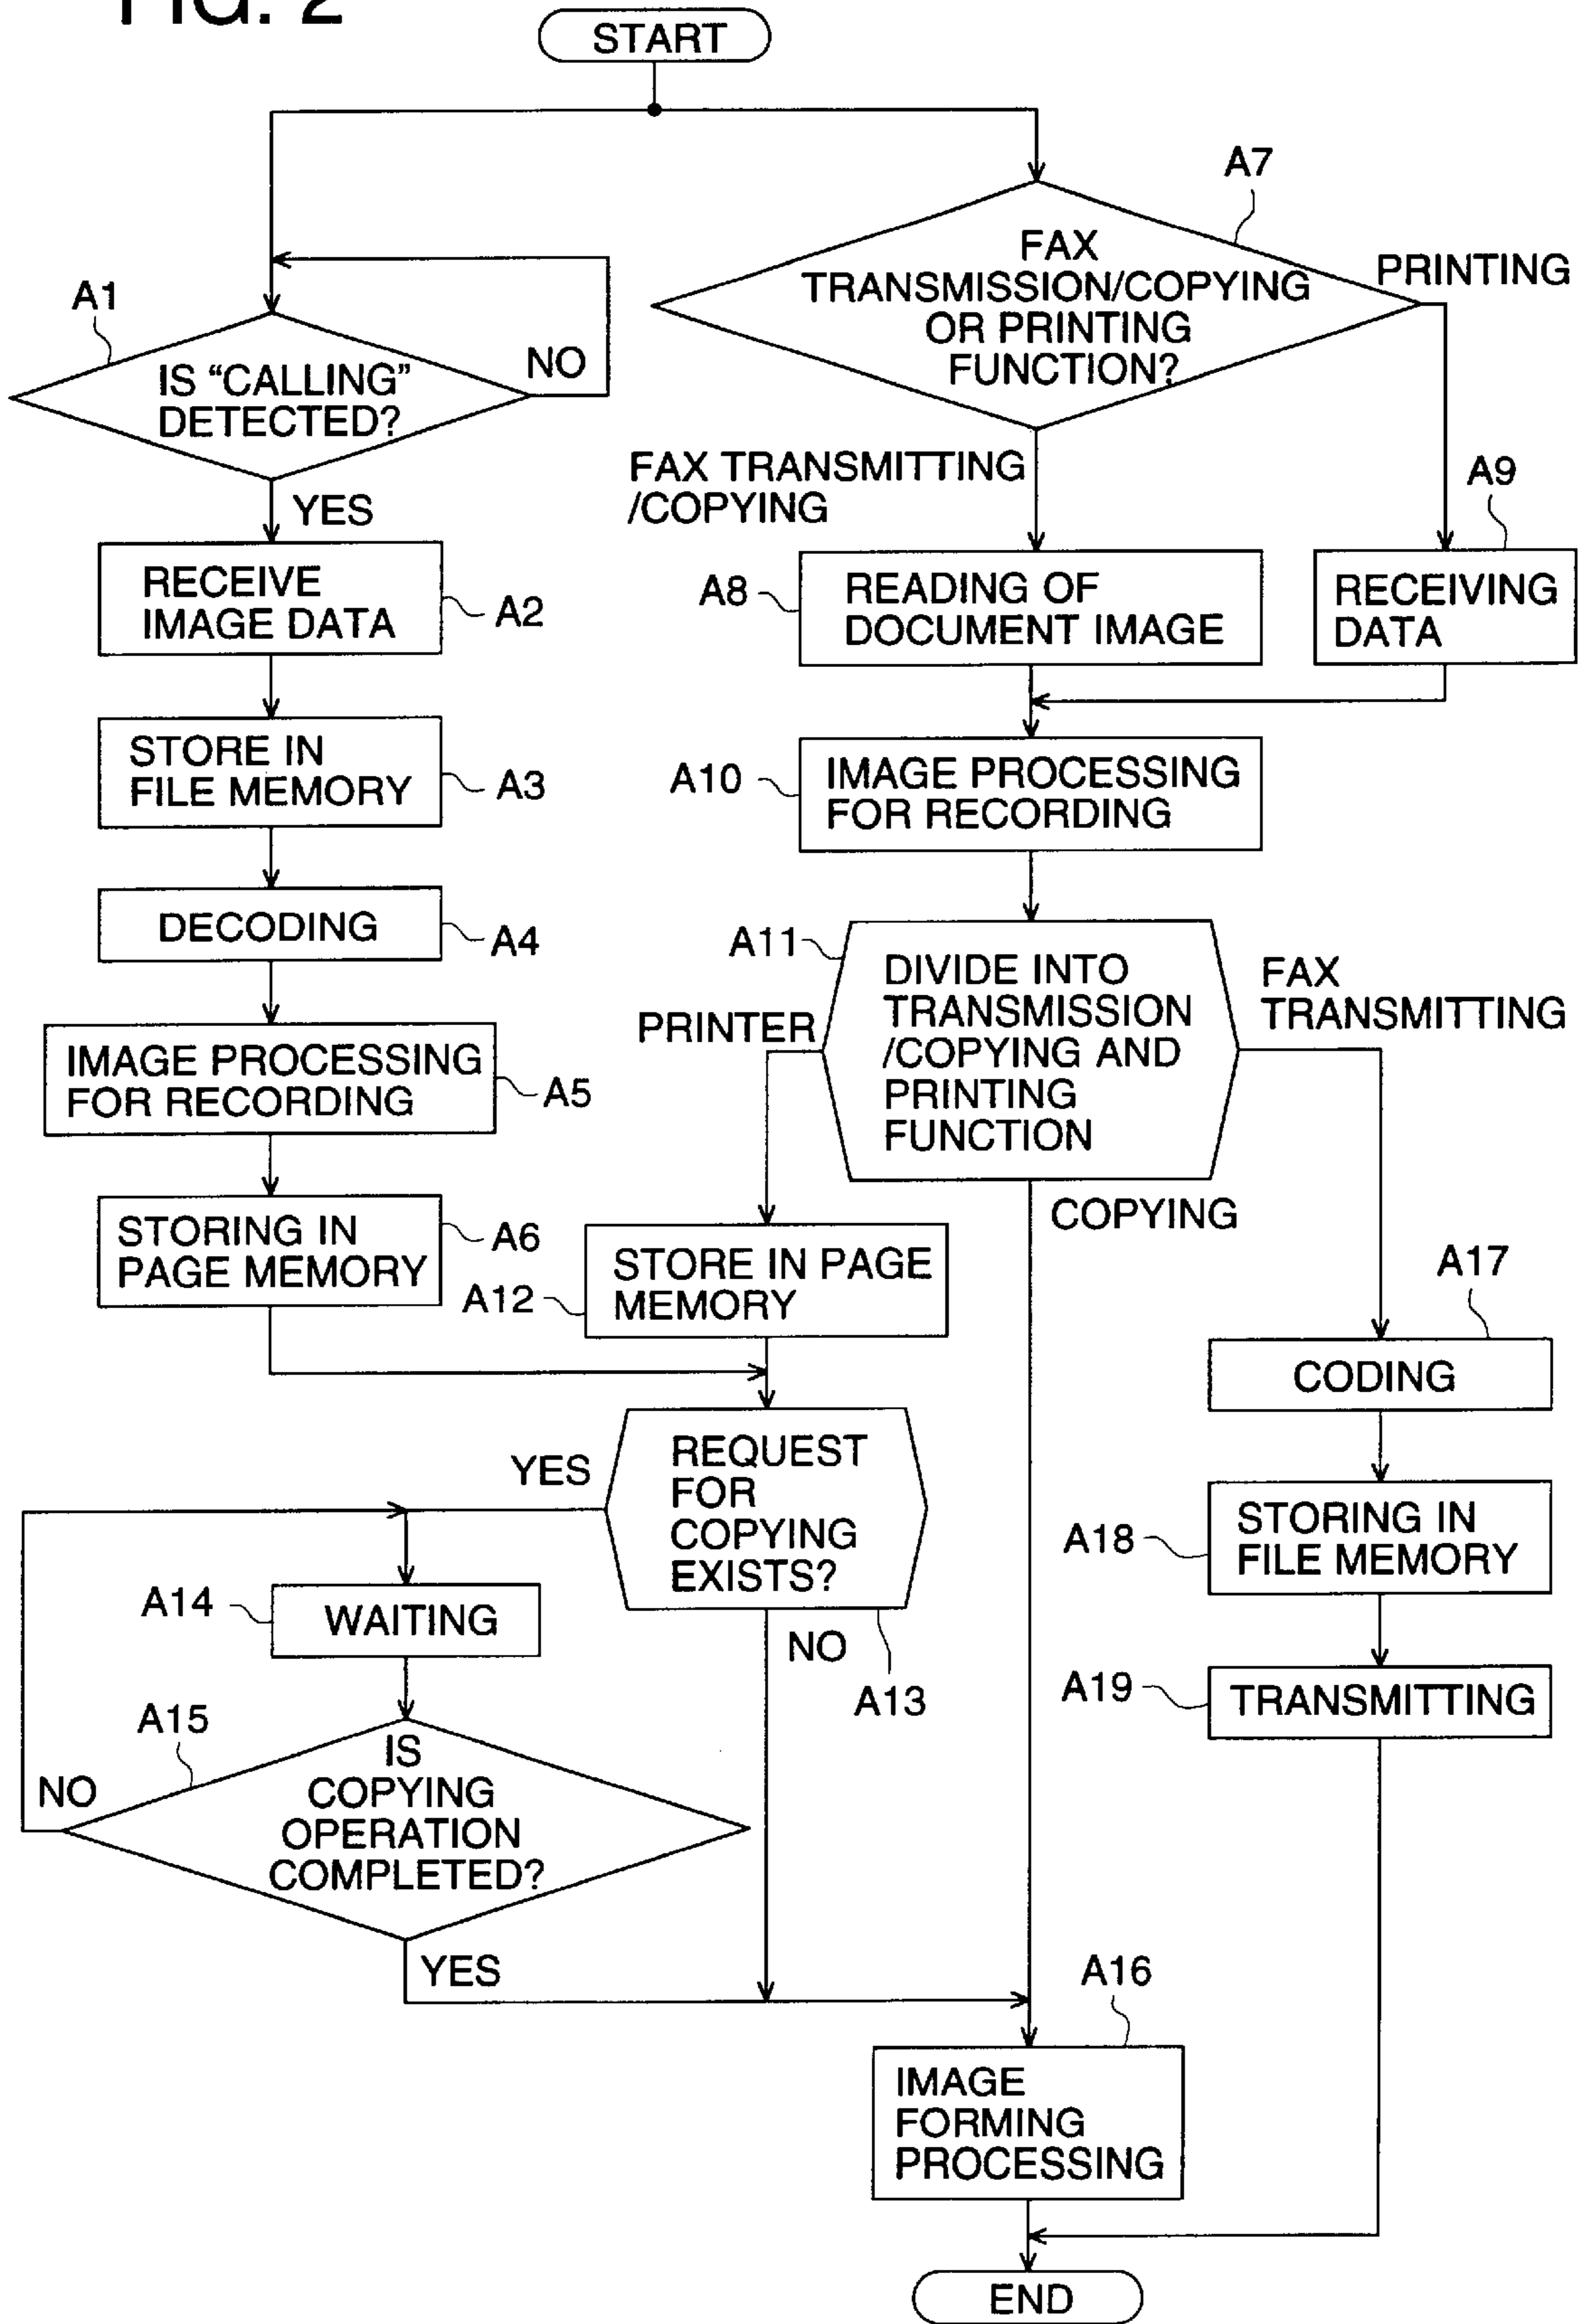 FIG. 2
START
A7
FAX
TRANSMISSION/COPYING
OR PRINTING
FUNCTION?
PRINTING
A1
IS “CALLING”
DETECTED?
NO
YES
FAX TRANSMITTING
/COPYING
A9
RECEIVE
IMAGE DATA
A2
A8
READING OF
DOCUMENT IMAGE
RECEIVING
DATA
STORE IN
FILE MEMORY
A3
A10
IMAGE PROCESSING
FOR RECORDING
DECODING
A4
A11
DIVIDE INTO
TRANSMISSION
/COPYING AND
PRINTING
FUNCTION
FAX
TRANSMITTING
PRINTER
IMAGE PROCESSING
FOR RECORDING
A5
COPYING
STORING IN
PAGE MEMORY
A6
A12
STORE IN PAGE
MEMORY
A17
CODING
YES
REQUEST
FOR
COPYING
EXISTS?
A18
STORING IN
FILE MEMORY
A14
WAITING
NO
A13
A19
TRANSMITTING
A15
NO
IS
COPYING
OPERATION
COMPLETED?
YES
A16
IMAGE
FORMING
PROCESSING
END